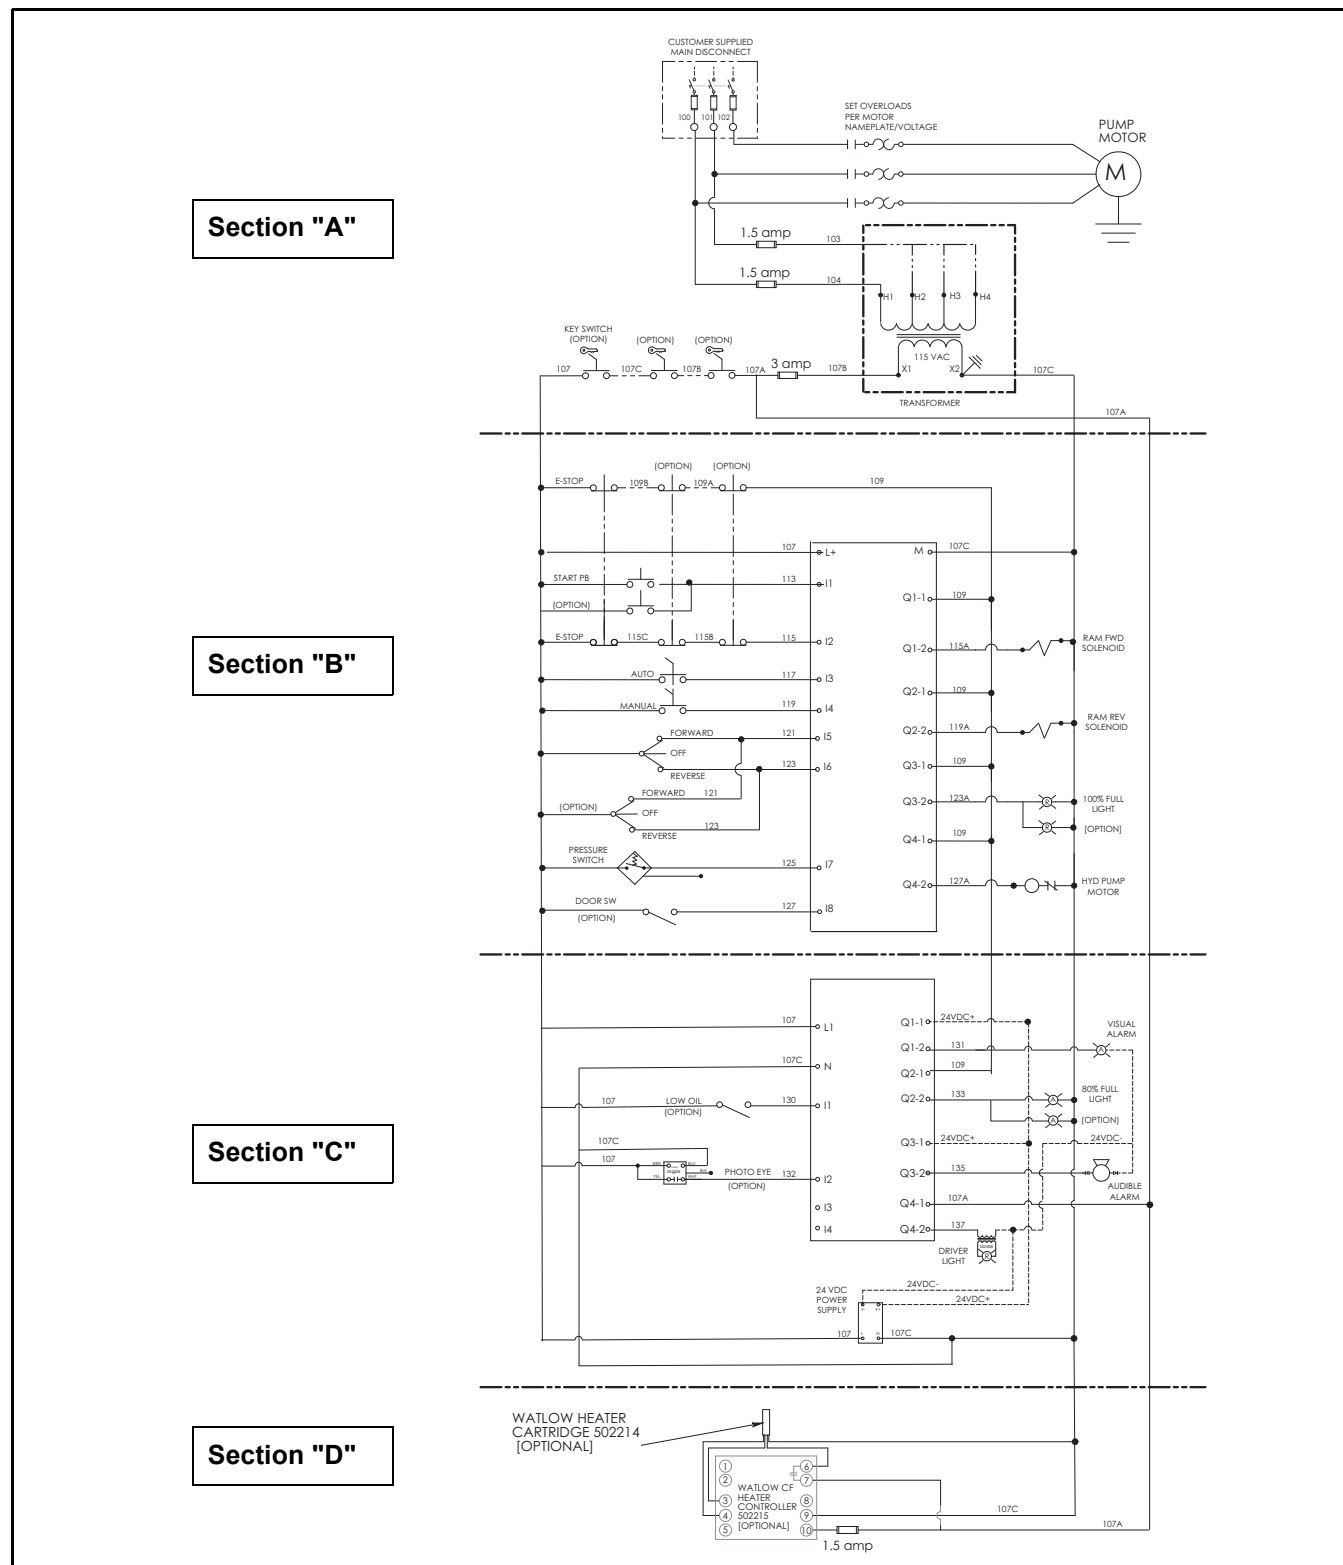 CUSTOMER SUPPLIED
MAIN DISCONNECT
100 101 102
SET OVERLOADS
PER MOTOR
NAMEPLATE/VOLTAGE
PUMP
MOTOR
M
Section "A"
1.5 amp
103
1.5 amp
104
H1 H2 H3 H4
KEY SWITCH
(OPTION)
(OPTION)
(OPTION)
115 VAC
107 107C 107B 107A
3 amp
107B
X1 X2
107C
TRANSFORMER
107A
(OPTION) (OPTION)
E-STOP 109B 109A 109
107 L+
M 107C
START PB 113 I1
Q1-1 109
(OPTION)
E-STOP 115C 115B 115 I2
Q1-2 115A
RAM FWD
SOLENOID
Section "B"
AUTO 117 I3
Q2-1 109
MANUAL 119 I4
Q2-2 119A
RAM REV
SOLENOID
FORWARD 121 I5
OFF
REVERSE
123 I6
Q3-1 109
FORWARD 121
(OPTION) OFF
123
REVERSE
Q3-2 123A R
100% FULL
LIGHT
R [OPTION]
Q4-1 109
PRESSURE
SWITCH
125 I7
Q4-2 127A
HYD PUMP
MOTOR
DOOR SW
(OPTION)
127 I8
107 L1
Q1-1 24VDC+
VISUAL
ALARM
Q1-2 131 A
107C N
Q2-1 109
107 LOW OIL
(OPTION)
130 I1
Q2-2 133 A
80% FULL
LIGHT
A (OPTION)
Section "C"
107C
107
BRN BLU
BLK
YEL WHT
PHOTO EYE
(OPTION)
132 I2
Q3-1 24VDC+
24VDC-
Q3-2 135
AUDIBLE
ALARM
I3
Q4-1 107A
I4
Q4-2 137
DRIVER
LIGHT
R
24 VDC
POWER
SUPPLY
24VDC-
24VDC+
V- V+
L N
107 107C
WATLOW HEATER
CARTRIDGE 502214
[OPTIONAL]
Section "D"
1 6
2 7
WATLOW CF
HEATER
CONTROLLER
502215
[OPTIONAL]
3 8
4 9
5 10
107C
107A
1.5 amp